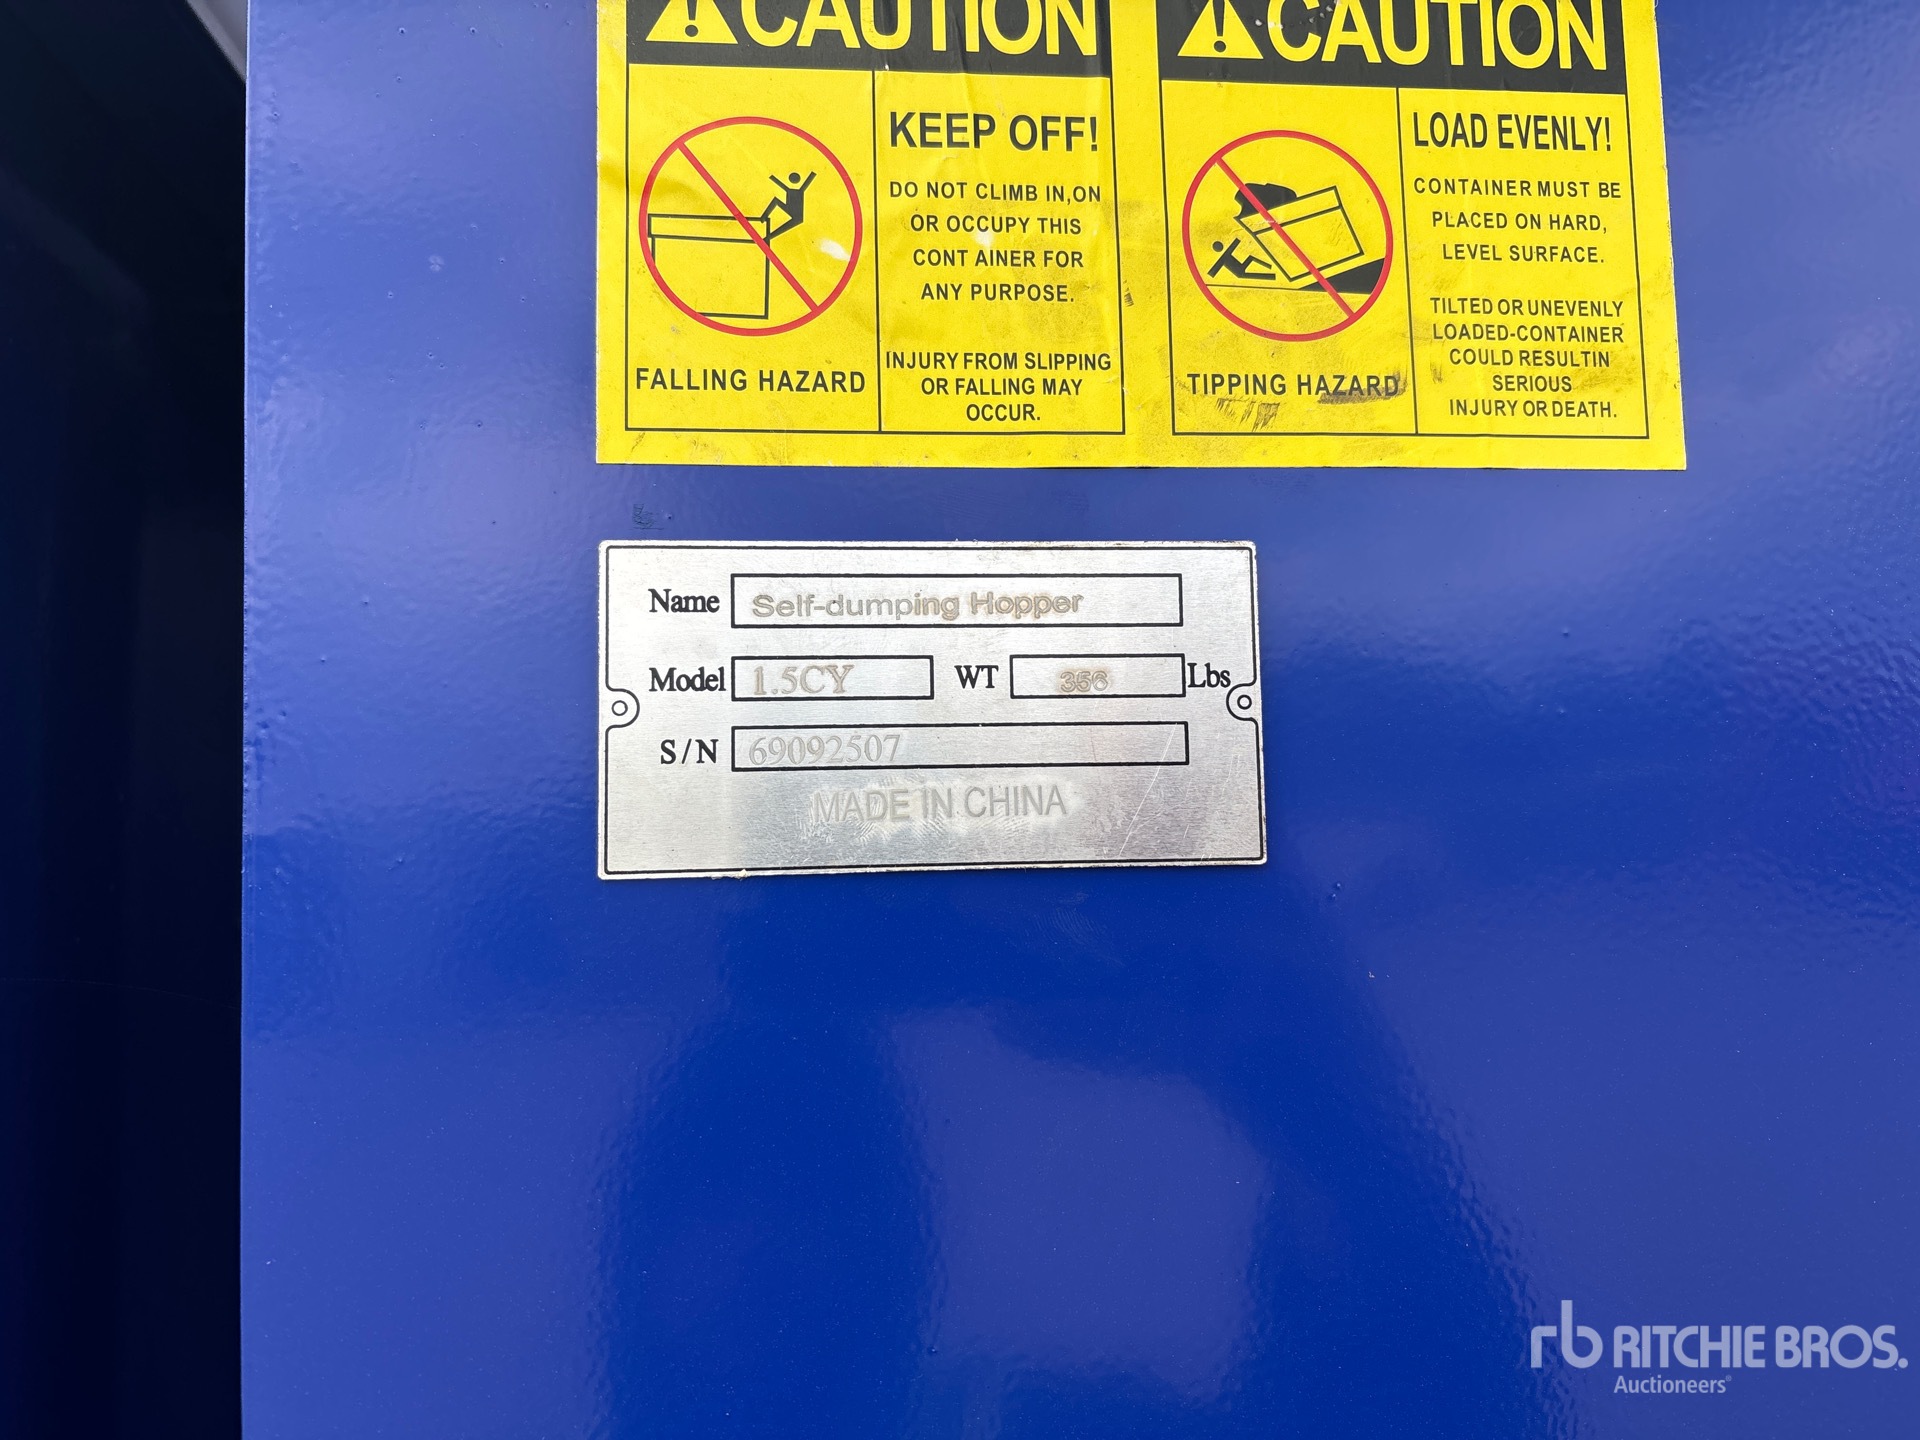 CAUTION
KEEP OFF!
DO NOT CLIMB IN,ON
OR OCCUPY THIS
CONT AINER FOR
ANY PURPOSE.
INJURY FROM SLIPPING
OR FALLING MAY
OCCUR.
FALLING HAZARD
CAUTION
LOAD EVENLY!
CONTAINER MUST BE
PLACED ON HARD,
LEVEL SURFACE.
TILTED OR UNEVENLY
LOADED-CONTAINER
COULD RESULTIN
SERIOUS
INJURY OR DEATH.
TIPPING HAZARD
Name Self-dumping Hopper
Model 1.5CY WT 356 Lbs
S/N 69092507
MADE IN CHINA
rb RITCHIE BROS.
Auctioneers